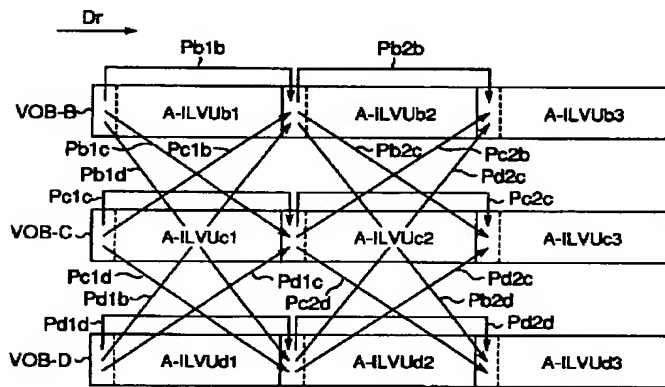 Dr
Pb1b Pb2b
VOB-B A-ILVUb1 A-ILVUb2 A-ILVUb3
Pb1c Pc1b Pb2c Pc2b
Pb1d Pd2c
Pc1c Pc2c
VOB-C A-ILVUc1 A-ILVUc2 A-ILVUc3
Pc1d Pd1c Pd2c
Pd1b Pc2d Pb2d
Pd1d Pd2d
VOB-D A-ILVUd1 A-ILVUd2 A-ILVUd3